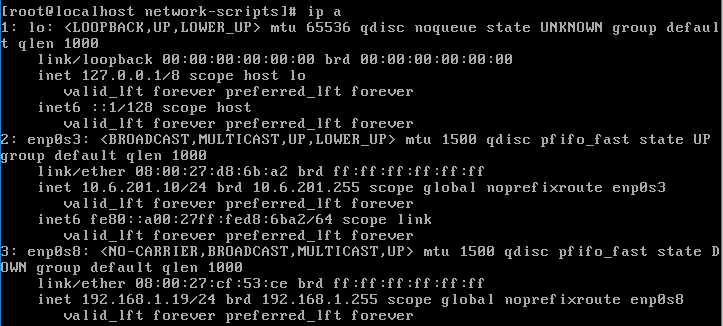 [root@localhost network-scripts]# ip a
1: lo: <LOOPBACK,UP,LOWER_UP> mtu 65536 qdisc noqueue state UNKNOWN group defaul
t qlen 1000
    link/loopback 00:00:00:00:00:00 brd 00:00:00:00:00:00
    inet 127.0.0.1/8 scope host lo
       valid_lft forever preferred_lft forever
    inet6 ::1/128 scope host
       valid_lft forever preferred_lft forever
2: enp0s3: <BROADCAST,MULTICAST,UP,LOWER_UP> mtu 1500 qdisc pfifo_fast state UP
group default qlen 1000
    link/ether 08:00:27:d8:6b:a2 brd ff:ff:ff:ff:ff:ff
    inet 10.6.201.10/24 brd 10.6.201.255 scope global noprefixroute enp0s3
       valid_lft forever preferred_lft forever
    inet6 fe80::a00:27ff:fed8:6ba2/64 scope link
       valid_lft forever preferred_lft forever
3: enp0s8: <NO-CARRIER,BROADCAST,MULTICAST,UP> mtu 1500 qdisc pfifo_fast state D
OWN group default qlen 1000
    link/ether 08:00:27:cf:53:ce brd ff:ff:ff:ff:ff:ff
    inet 192.168.1.19/24 brd 192.168.1.255 scope global noprefixroute enp0s8
       valid_lft forever preferred_lft forever